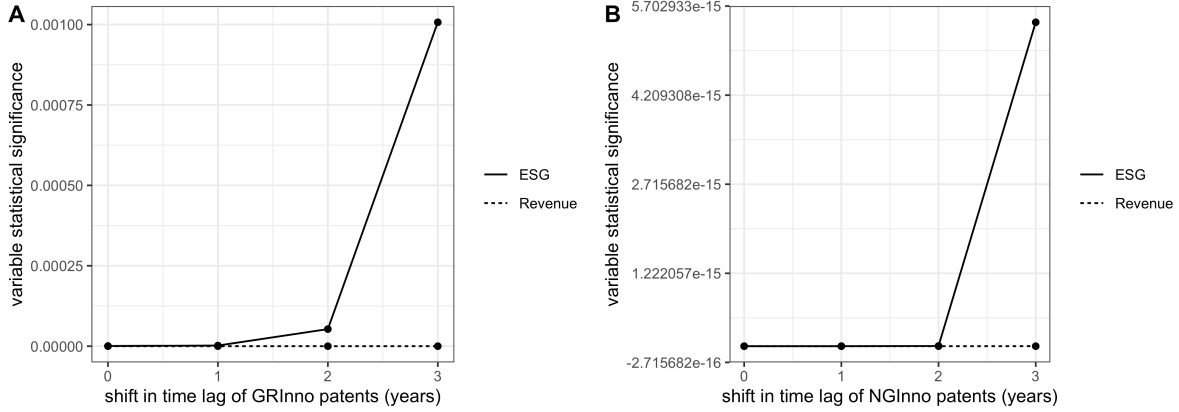 A
variable statistical significance
0.00100
0.00075
0.00050
0.00025
0.00000
0 1 2 3
shift in time lag of GRInno patents (years)
ESG
Revenue
B
variable statistical significance
5.702933e-15
4.209308e-15
2.715682e-15
1.222057e-15
-2.715682e-16
0 1 2 3
shift in time lag of NGInno patents (years)
ESG
Revenue